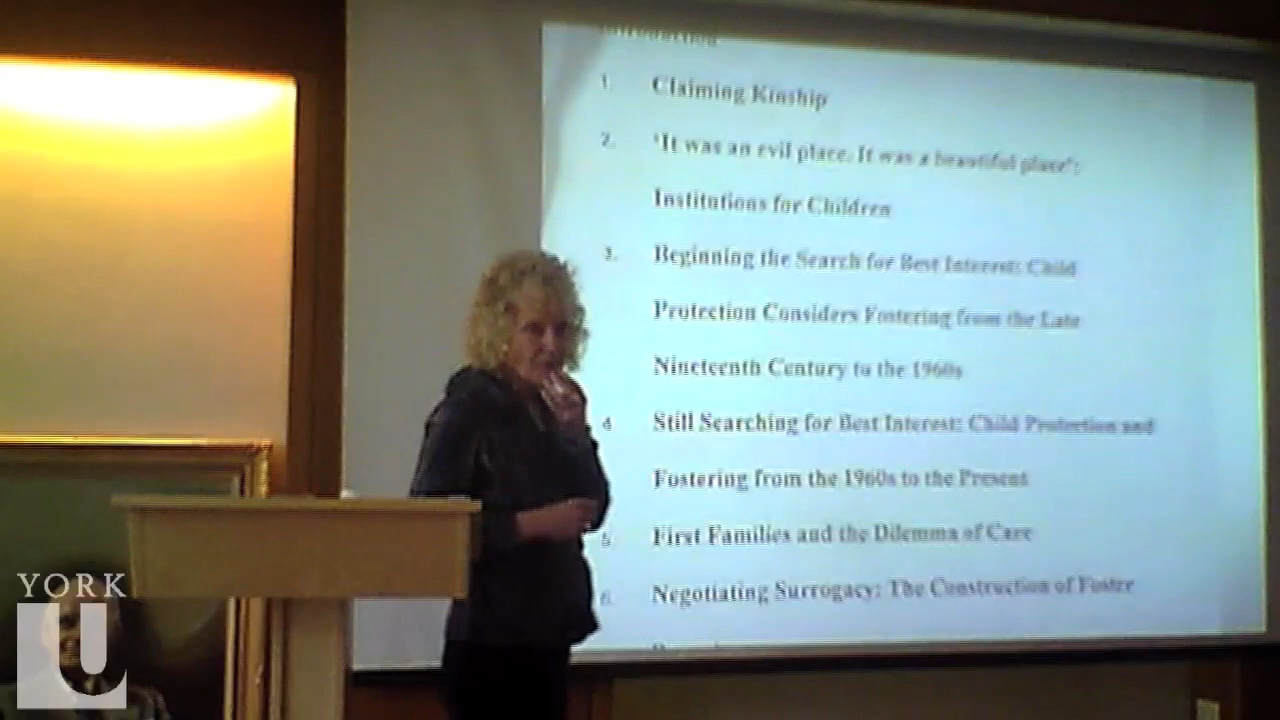 Introduction
1. Claiming Kinship
2. 'It was an evil place. It was a beautiful place':
Institutions for Children
3. Beginning the Search for Best Interest: Child
Protection Considers Fostering from the Late
Nineteenth Century to the 1960s
4 Still Searching for Best Interest: Child Protection and
Fostering from the 1960s to the Present
5. First Families and the Dilemma of Care
6. Negotiating Surrogacy: The Construction of Foster
YORK
U